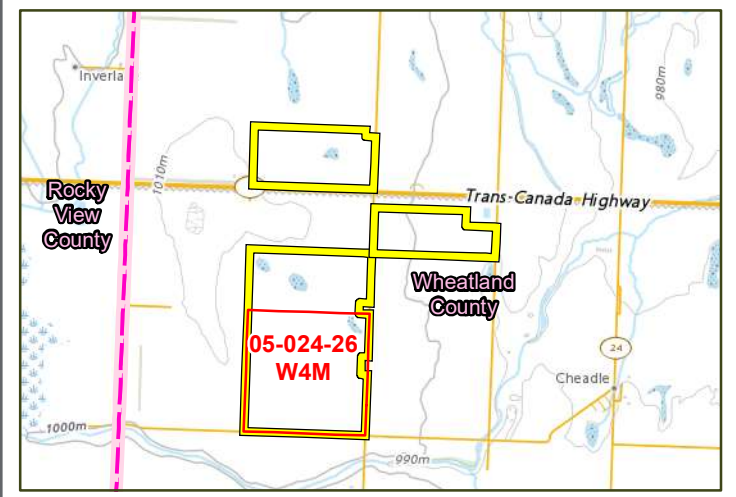 Inverla
980m
1010m
Rocky
View
County
Trans-Canada-Highway
Wheatland
County
05-024-26
W4M
24
Cheadle
1000m
990m